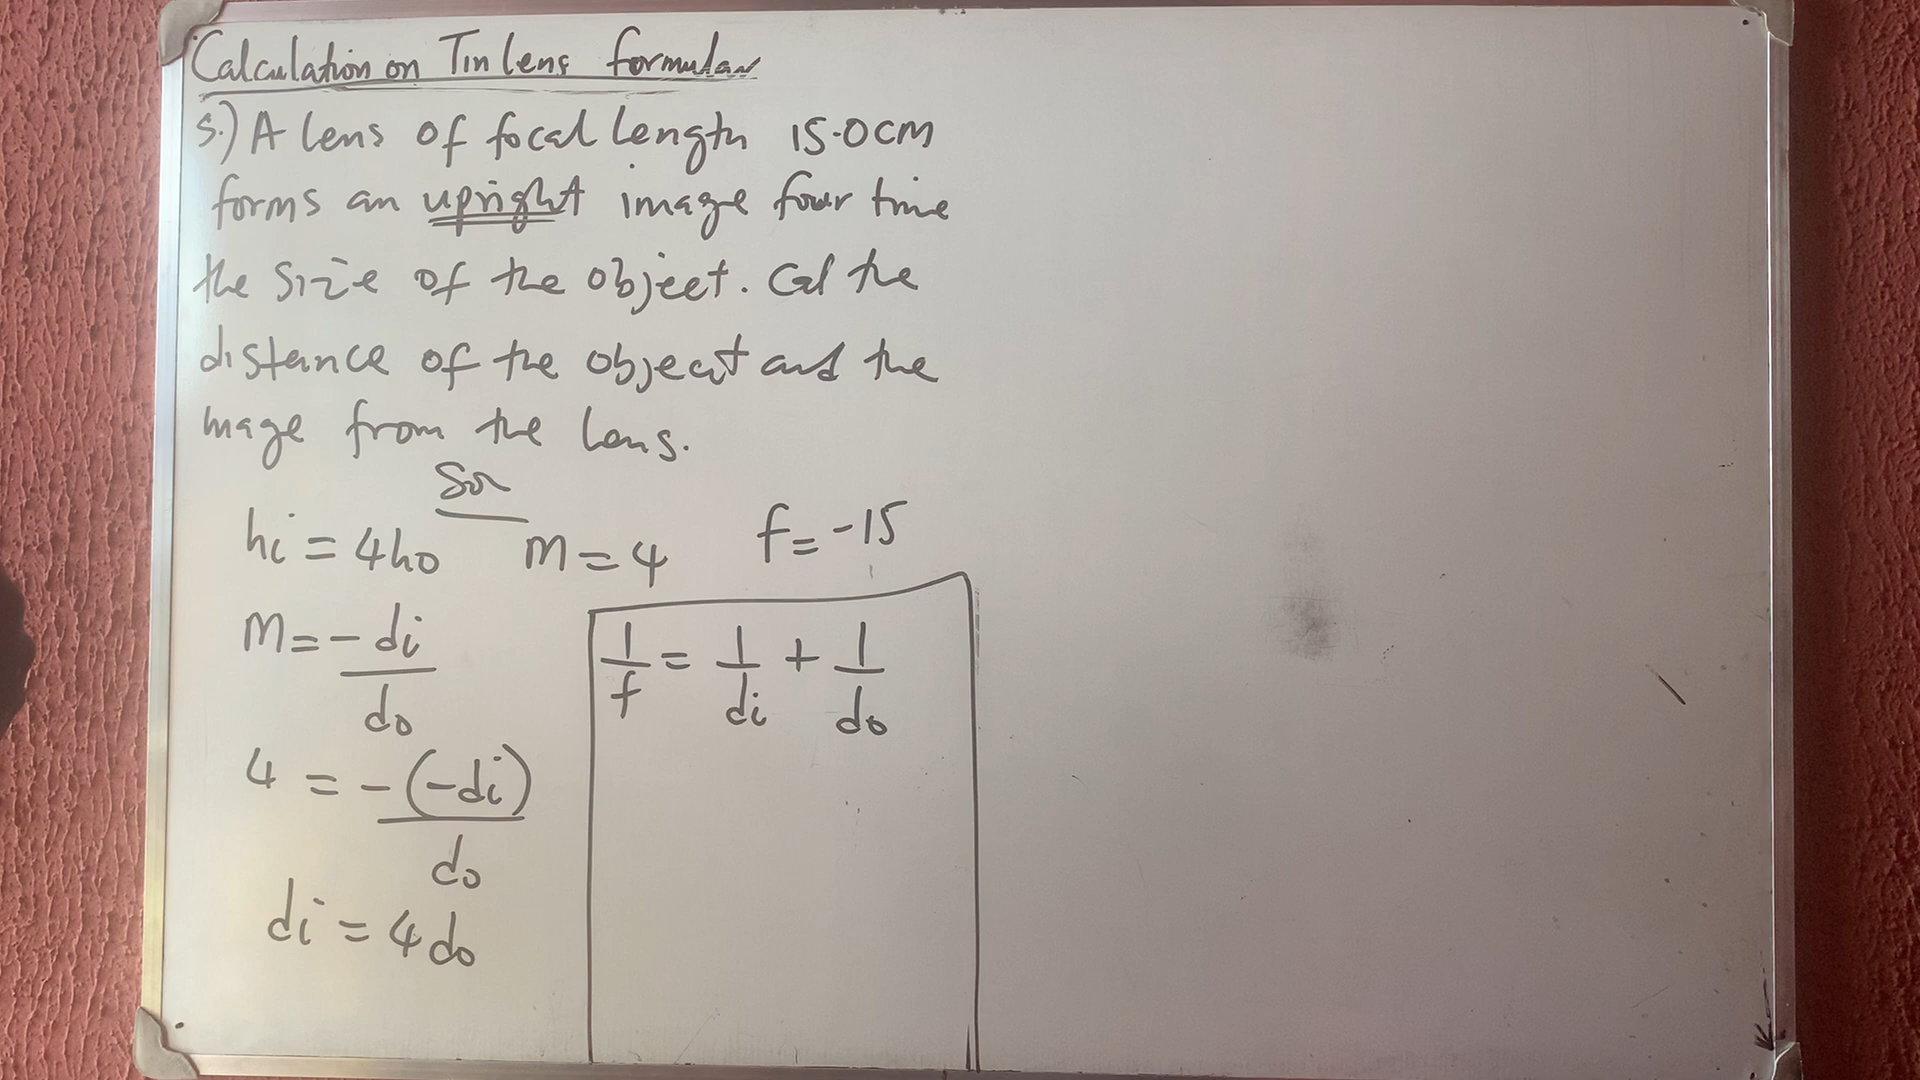 Calculation on Tin lens formular
5.) A lens of focal length 15.0cm
forms an upright image four time
the size of the object. Cal the
distance of the object and the
image from the lens.
Sol
hi = 4ho m = 4 f = -15
m = -di/do
1/f = 1/di + 1/do
4 = -(-di)/do
di = 4do